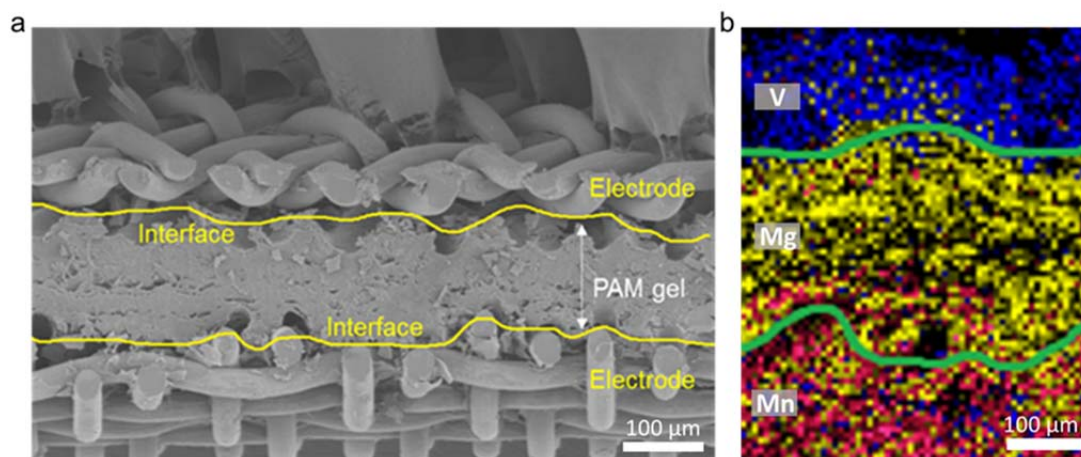 a
b
Electrode
Interface
PAM gel
Interface
Electrode
100 µm
V
Mg
Mn
100 µm